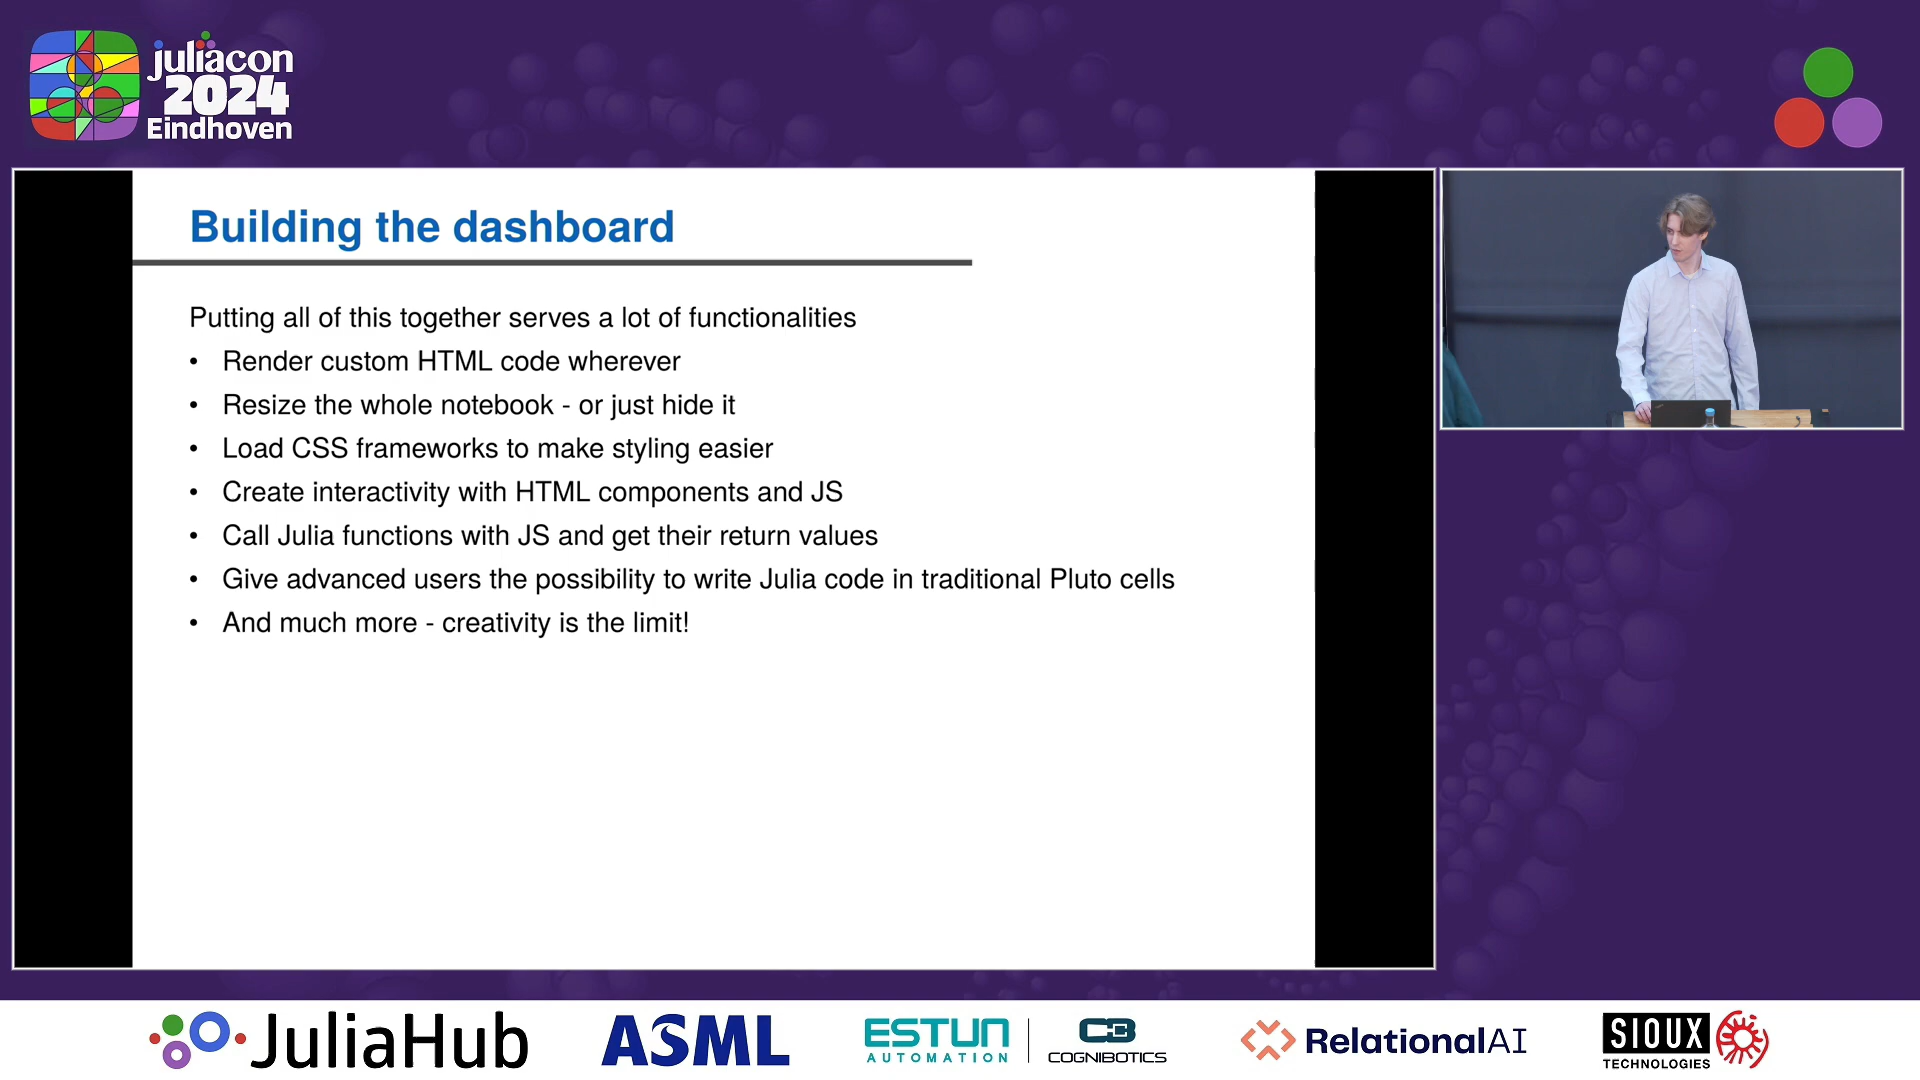 juliacon
2024
Eindhoven
Building the dashboard
Putting all of this together serves a lot of functionalities
• Render custom HTML code wherever
• Resize the whole notebook - or just hide it
• Load CSS frameworks to make styling easier
• Create interactivity with HTML components and JS
• Call Julia functions with JS and get their return values
• Give advanced users the possibility to write Julia code in traditional Pluto cells
• And much more - creativity is the limit!
JuliaHub
ASML
ESTUN
AUTOMATION
COGNIBOTICS
RelationalAI
SIOUX
TECHNOLOGIES